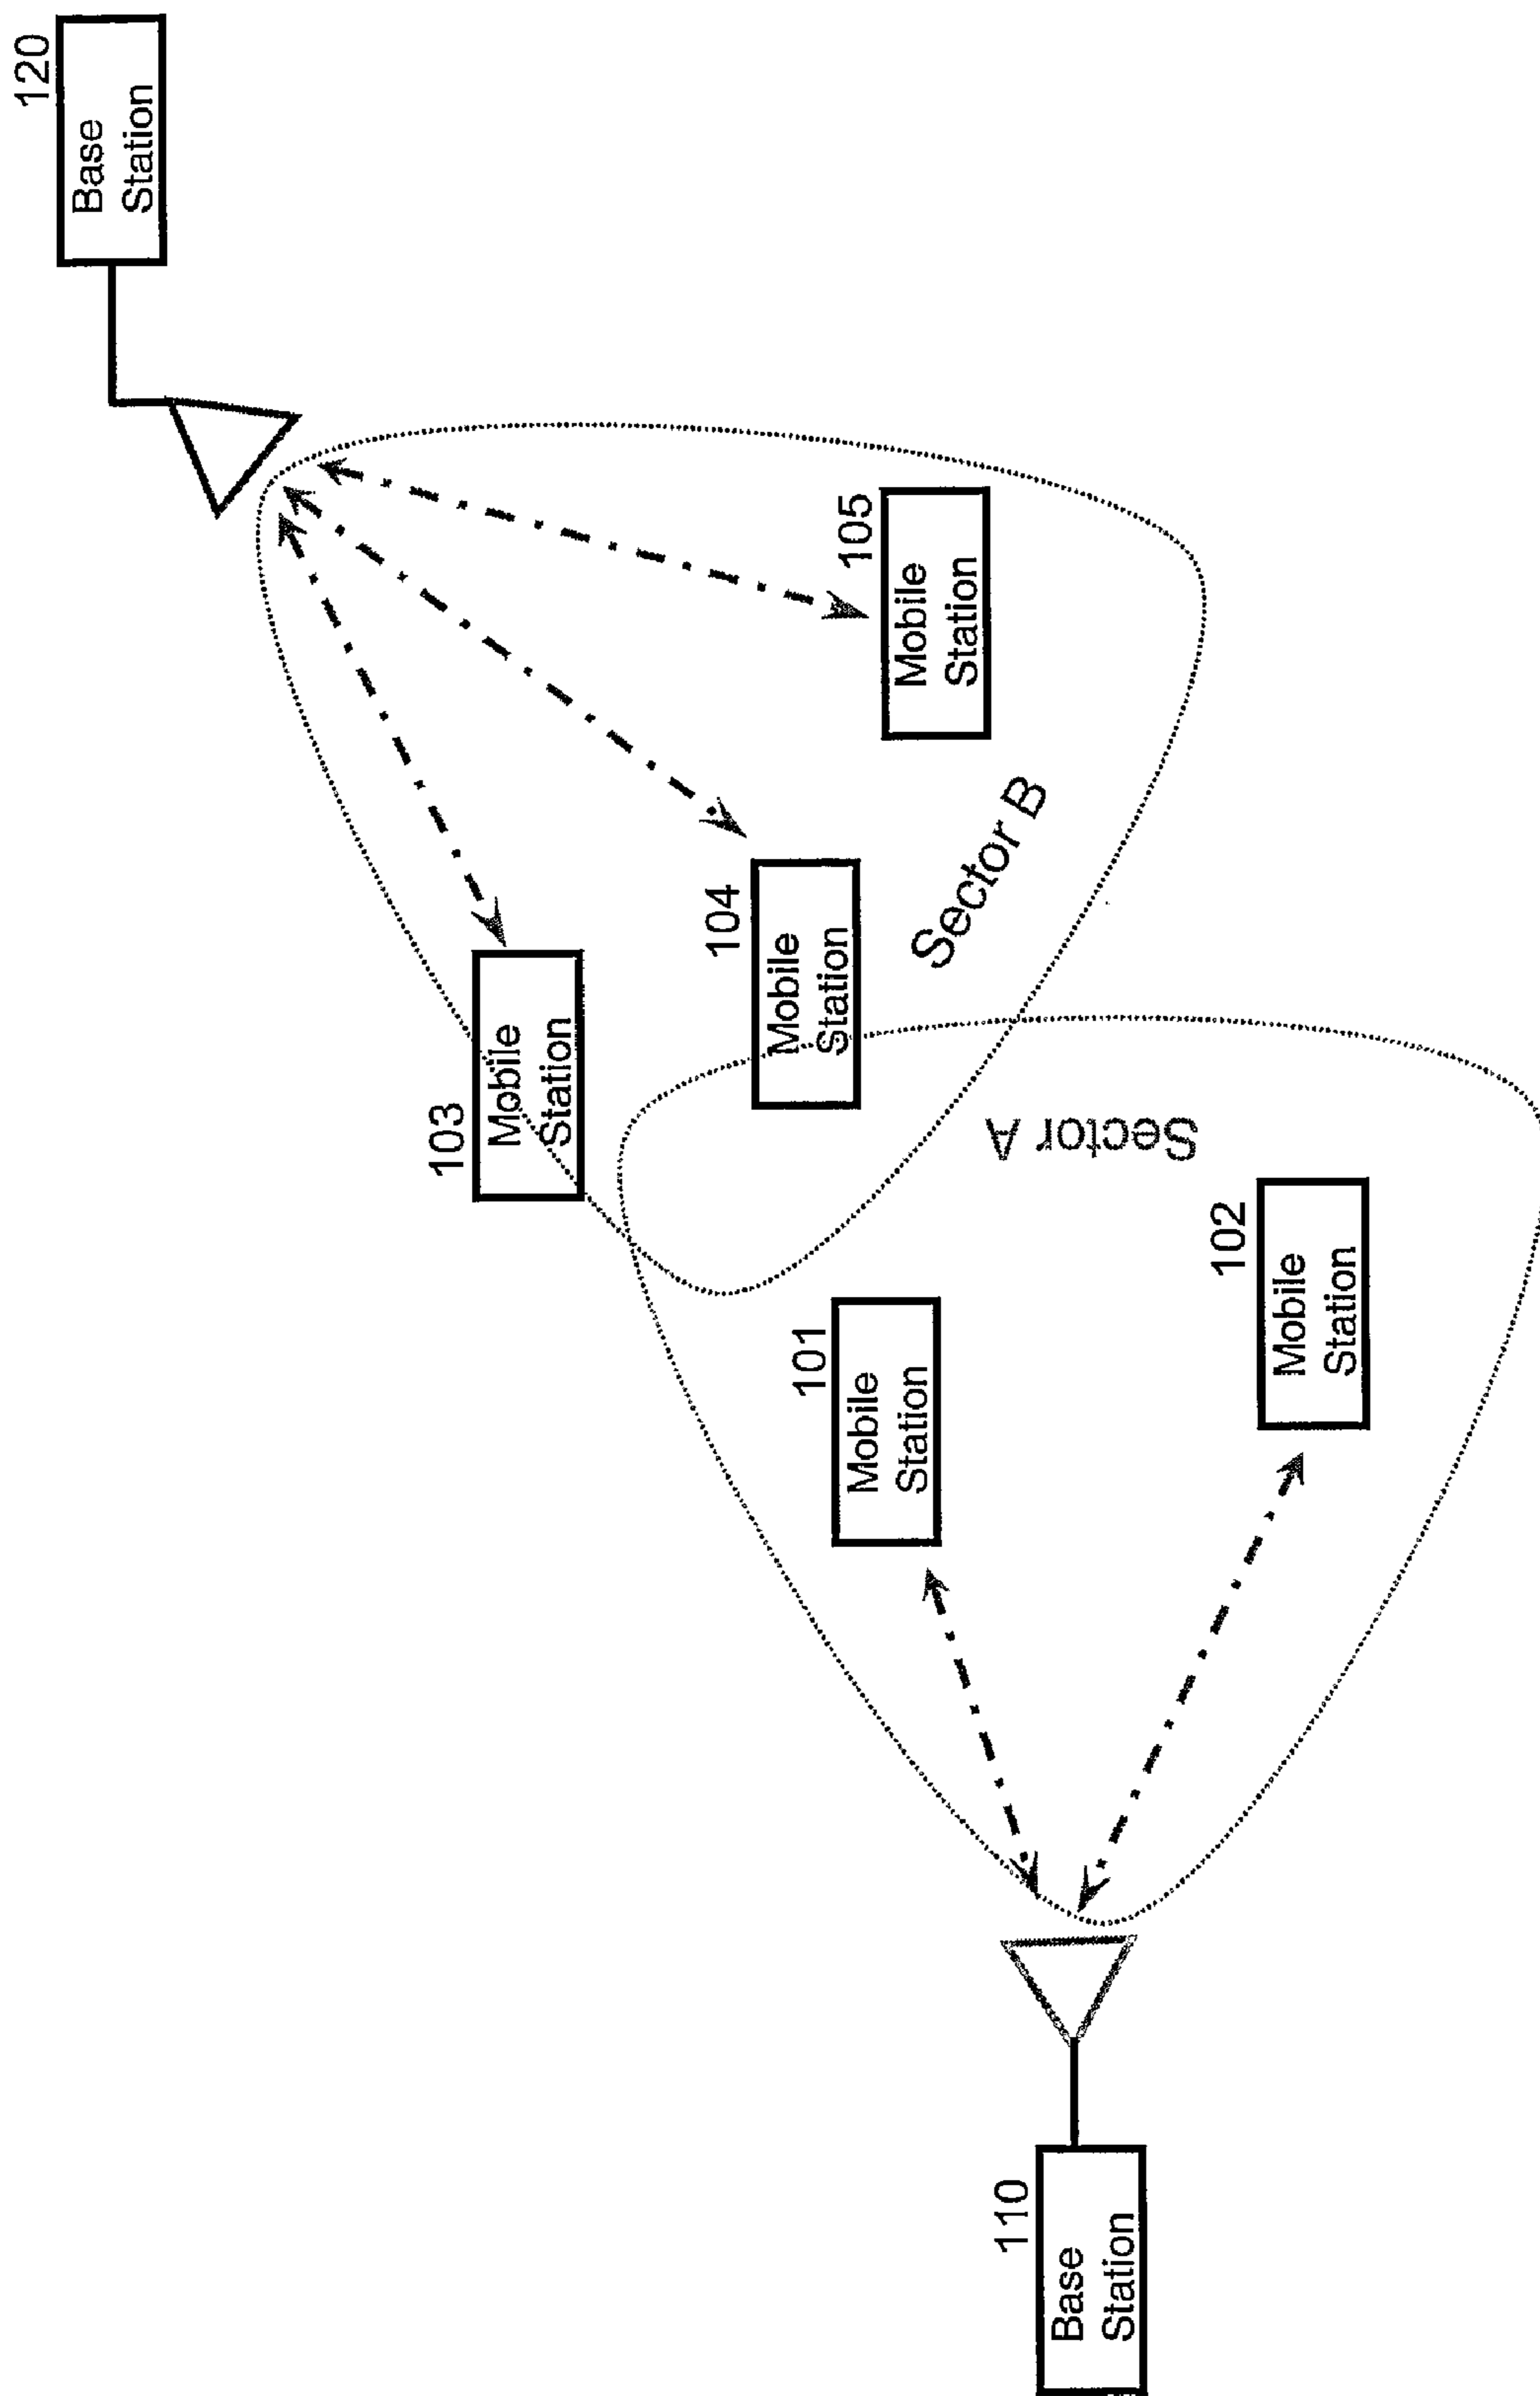 120
Base
Station
105
Mobile
Station
104
Mobile
Station
Sector B
103
Mobile
Station
Sector A
102
Mobile
Station
101
Mobile
Station
110
Base
Station